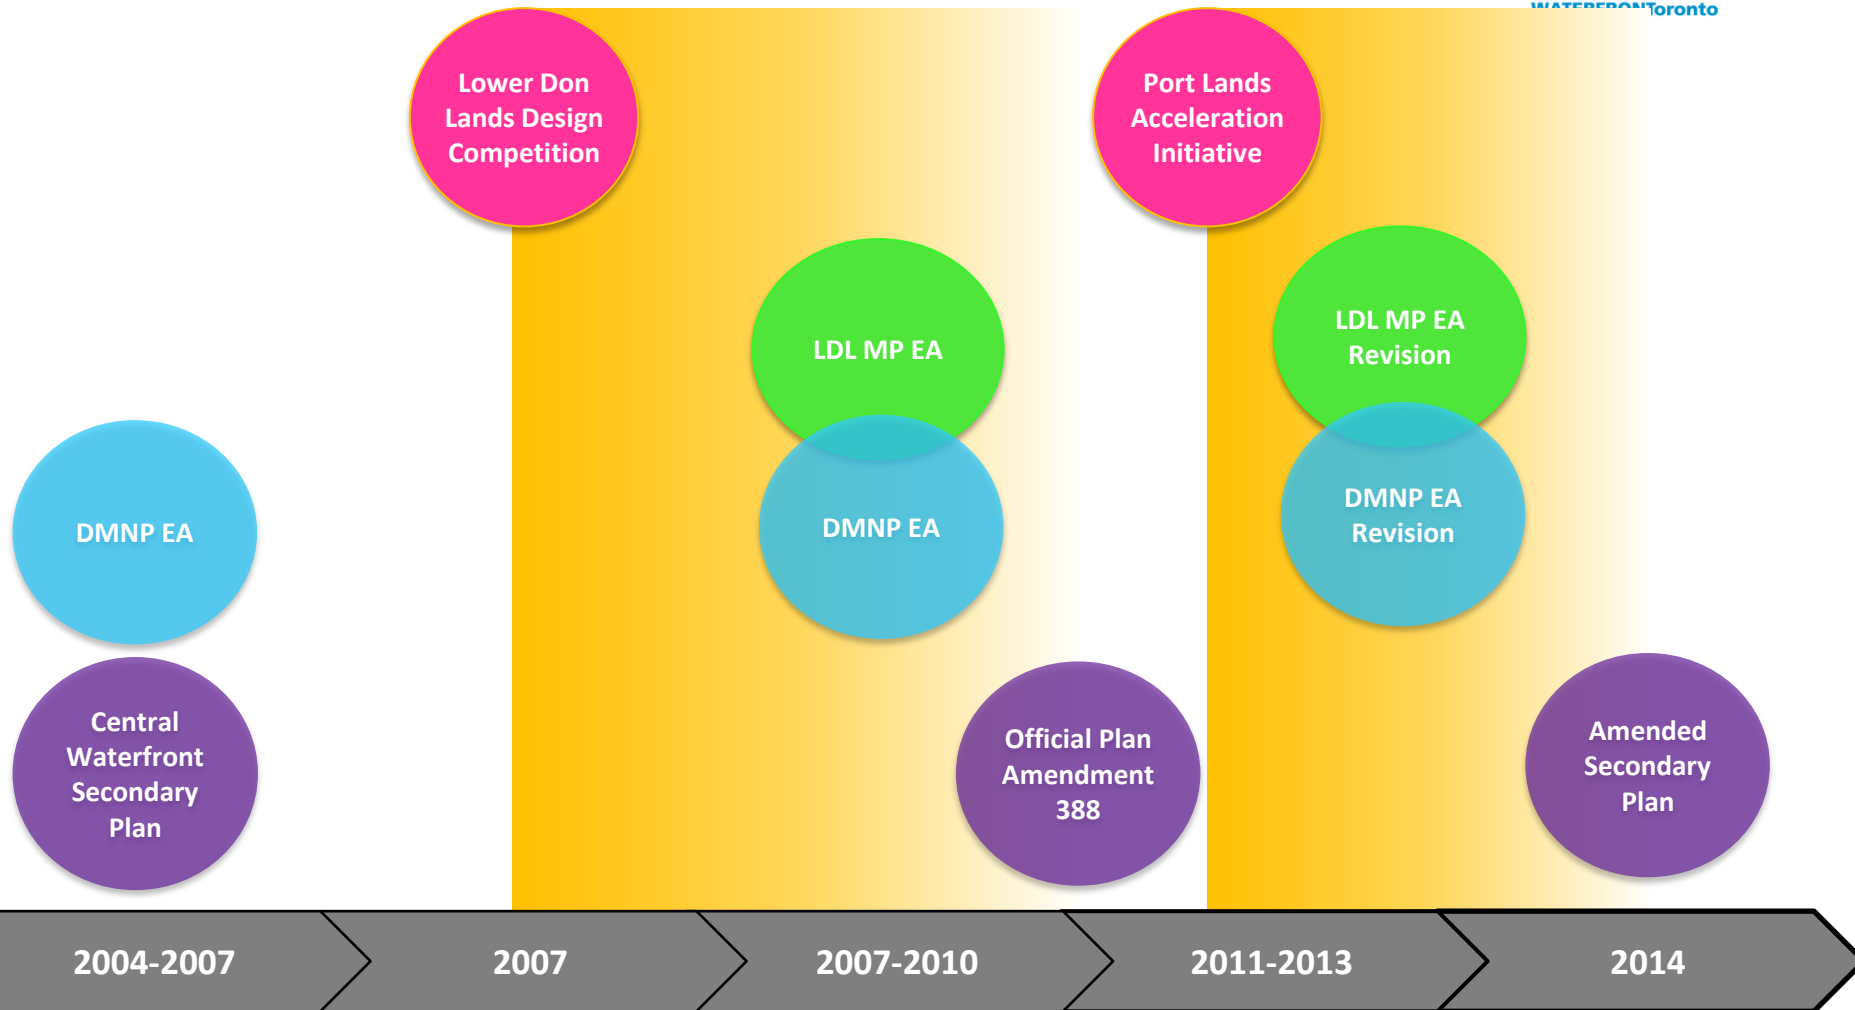 WATERFRONToronto
Lower Don
Lands Design
Competition
Port Lands
Acceleration
Initiative
LDL MP EA
LDL MP EA
Revision
DMNP EA
DMNP EA
DMNP EA
Revision
Central
Waterfront
Secondary
Plan
Official Plan
Amendment
388
Amended
Secondary
Plan
2004-2007
2007
2007-2010
2011-2013
2014